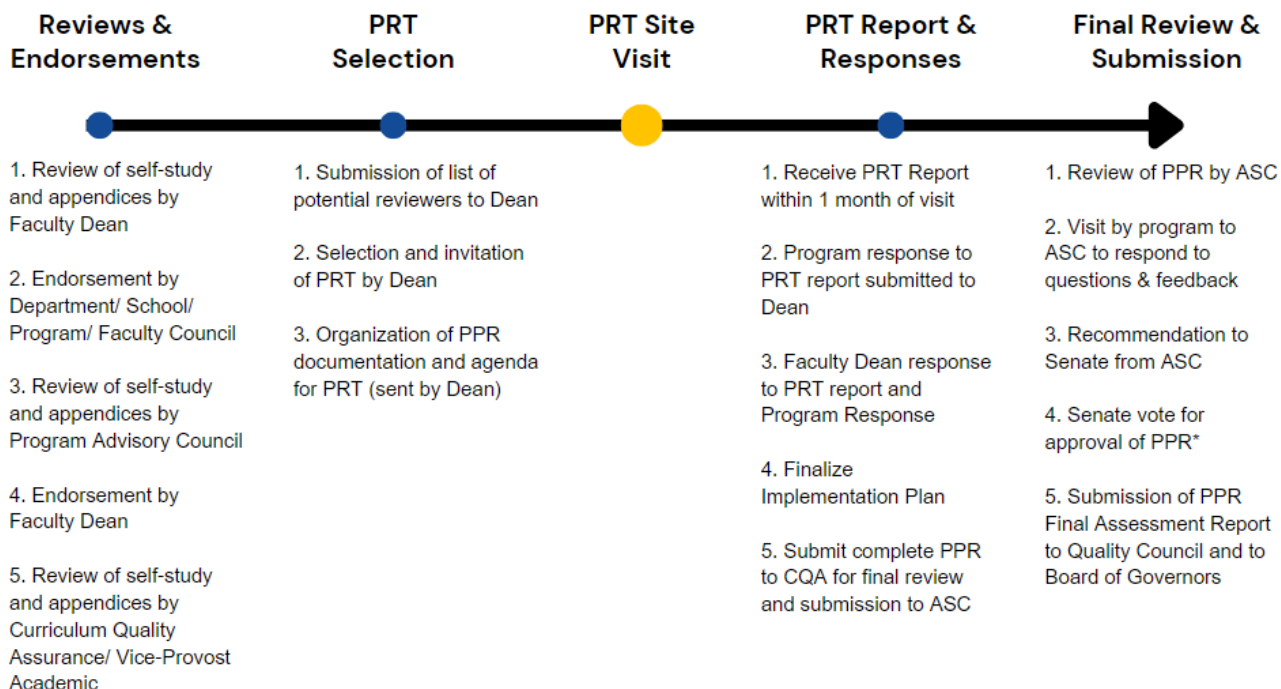 Reviews &
Endorsements
PRT
Selection
PRT Site
Visit
PRT Report &
Responses
Final Review &
Submission
1. Review of self-study
and appendices by
Faculty Dean
2. Endorsement by
Department/ School/
Program/ Faculty Council
3. Review of self-study
and appendices by
Program Advisory Council
4. Endorsement by
Faculty Dean
5. Review of self-study
and appendices by
Curriculum Quality
Assurance/ Vice-Provost
Academic
1. Submission of list of
potential reviewers to Dean
2. Selection and invitation
of PRT by Dean
3. Organization of PPR
documentation and agenda
for PRT (sent by Dean)
1. Receive PRT Report
within 1 month of visit
2. Program response to
PRT report submitted to
Dean
3. Faculty Dean response
to PRT report and
Program Response
4. Finalize
Implementation Plan
5. Submit complete PPR
to CQA for final review
and submission to ASC
1. Review of PPR by ASC
2. Visit by program to
ASC to respond to
questions & feedback
3. Recommendation to
Senate from ASC
4. Senate vote for
approval of PPR*
5. Submission of PPR
Final Assessment Report
to Quality Council and to
Board of Governors